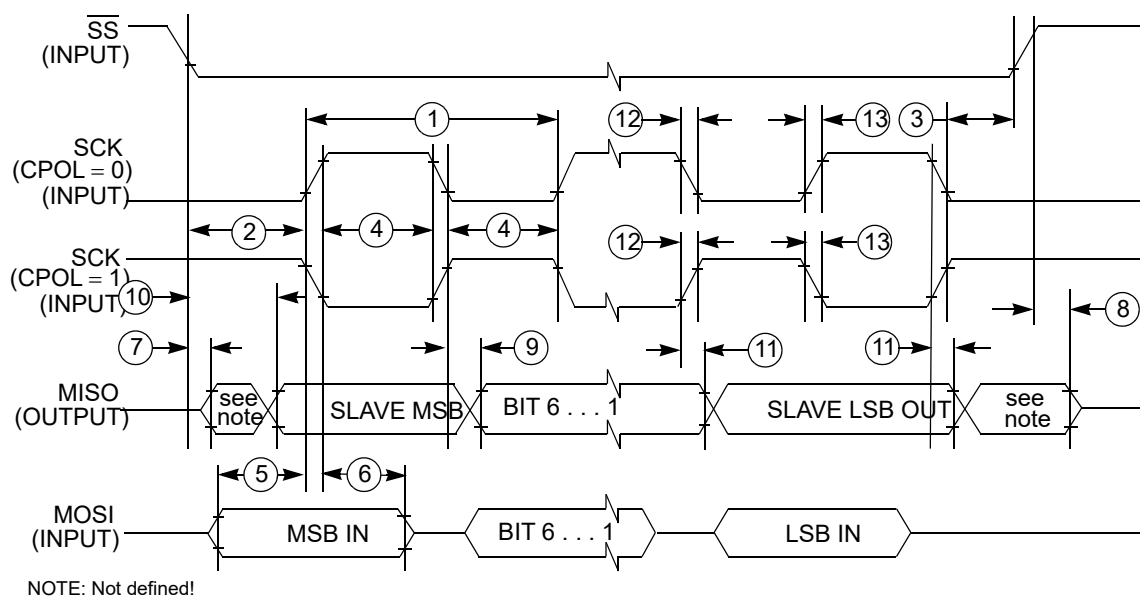 SS
(INPUT)
1
12
13
3
SCK
(CPOL = 0)
(INPUT)
2
4
4
12
13
SCK
(CPOL = 1)
(INPUT)
10
8
7
9
11
11
MISO
(OUTPUT)
see
note
SLAVE MSB
BIT 6 . . . 1
SLAVE LSB OUT
see
note
5
6
MOSI
(INPUT)
MSB IN
BIT 6 . . . 1
LSB IN
NOTE: Not defined!